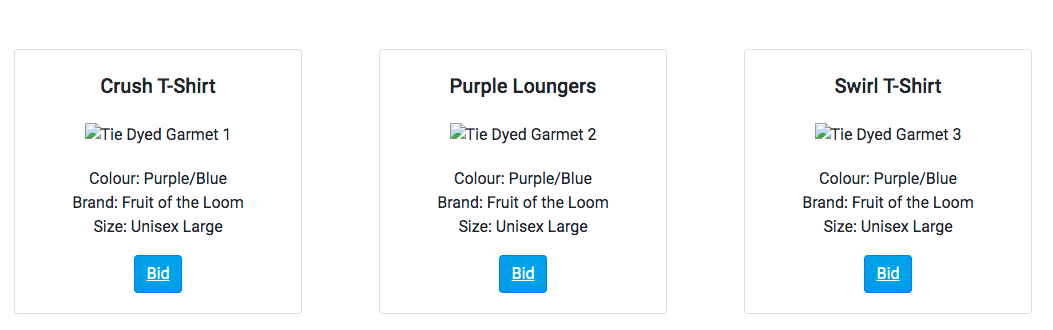 Crush T-Shirt
Tie Dyed Garmet 1
Colour: Purple/Blue
Brand: Fruit of the Loom
Size: Unisex Large
Bid
Purple Loungers
Tie Dyed Garmet 2
Colour: Purple/Blue
Brand: Fruit of the Loom
Size: Unisex Large
Bid
Swirl T-Shirt
Tie Dyed Garmet 3
Colour: Purple/Blue
Brand: Fruit of the Loom
Size: Unisex Large
Bid